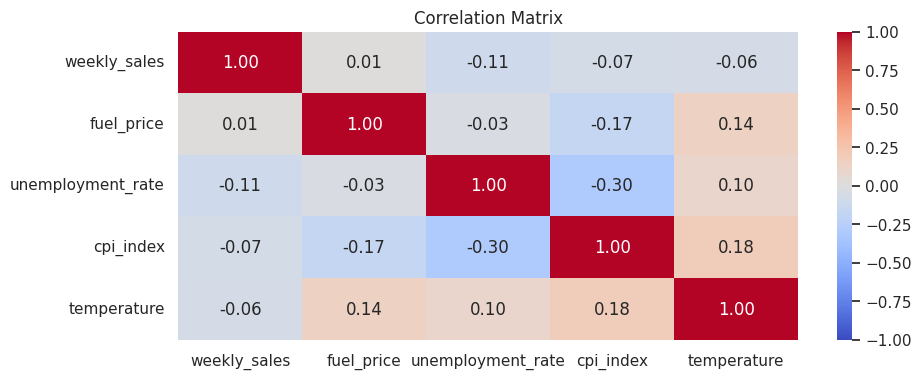 Correlation Matrix
weekly_sales 1.00 0.01 -0.11 -0.07 -0.06
fuel_price 0.01 1.00 -0.03 -0.17 0.14
unemployment_rate -0.11 -0.03 1.00 -0.30 0.10
cpi_index -0.07 -0.17 -0.30 1.00 0.18
temperature -0.06 0.14 0.10 0.18 1.00
weekly_sales fuel_price unemployment_rate cpi_index temperature
1.00
0.75
0.50
0.25
0.00
−0.25
−0.50
−0.75
−1.00